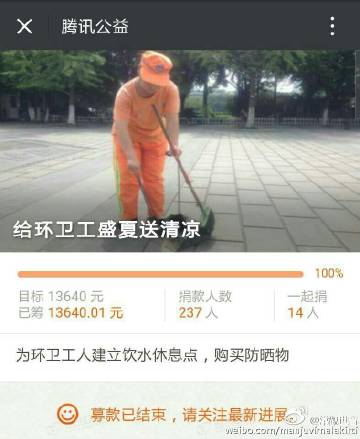 腾讯公益
给环卫工盛夏送清凉
100%
目标 13640 元
已筹 13640.01 元
捐款人数
237 人
一起捐
14 人
为环卫工人建立饮水休息点，购买防晒物
募款已结束，请关注最新进展